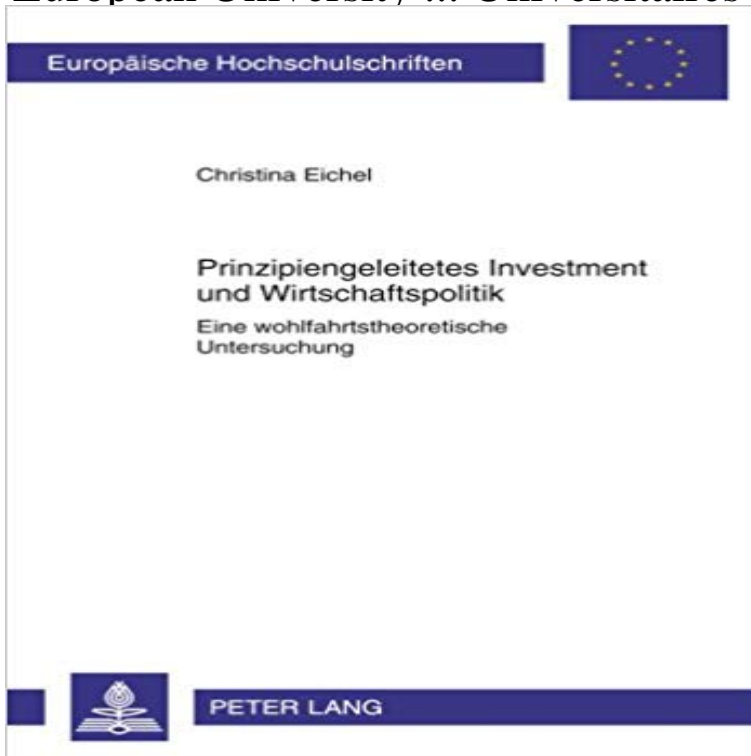 Europäische Hochschulschriften
Christina Eichel
Prinzipiengeleitetes Investment
und Wirtschaftspolitik
Eine wohlfahrtstheoretische
Untersuchung
PETER LANG